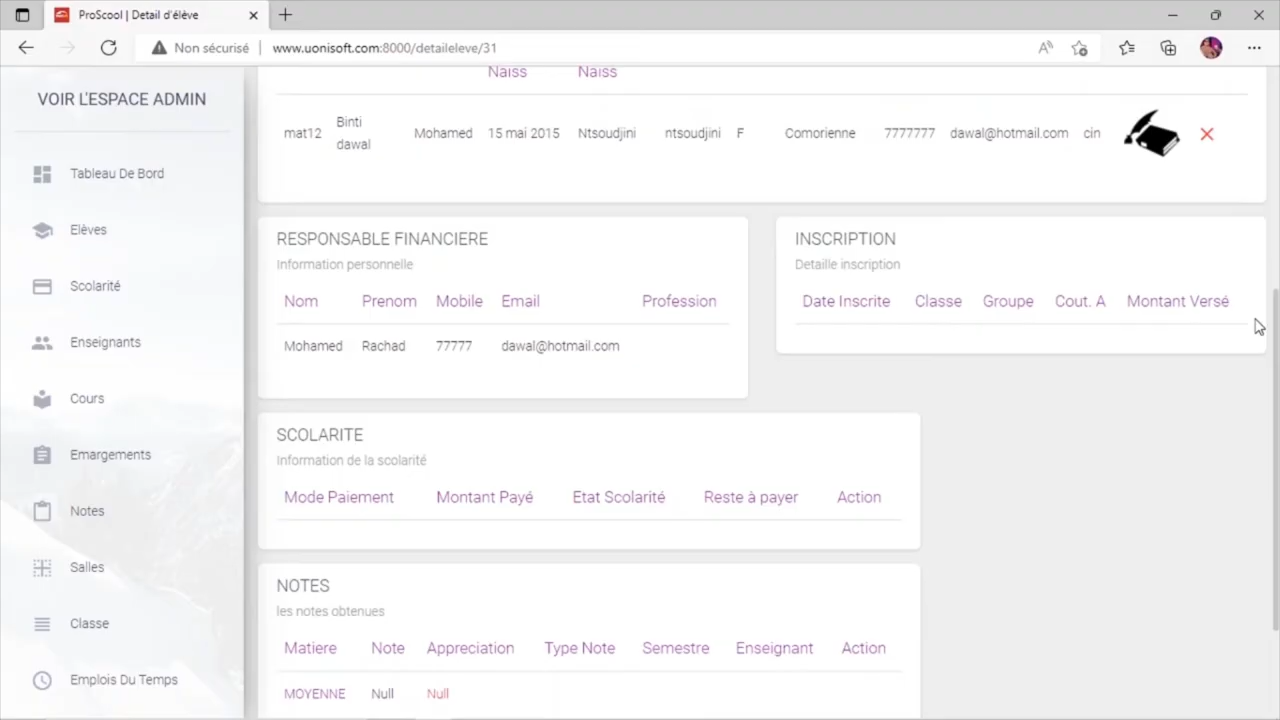 ProScool | Detail d'élève
Non sécurisé
www.uonisoft.com:8000/detaileleve/31
VOIR L'ESPACE ADMIN
Tableau De Bord
Elèves
Scolarité
Enseignants
Cours
Emargements
Notes
Salles
Classe
Emplois Du Temps
Naiss Naiss
mat12 Binti dawal Mohamed 15 mai 2015 Ntsoudjini ntsoudjini F Comorienne 7777777 dawal@hotmail.com cin
RESPONSABLE FINANCIERE
Information personnelle
Nom Prenom Mobile Email Profession
Mohamed Rachad 77777 dawal@hotmail.com
INSCRIPTION
Detaille inscription
Date Inscrite Classe Groupe Cout. A Montant Versé
SCOLARITE
Information de la scolarité
Mode Paiement Montant Payé Etat Scolarité Reste à payer Action
NOTES
les notes obtenues
Matiere Note Appreciation Type Note Semestre Enseignant Action
MOYENNE Null Null